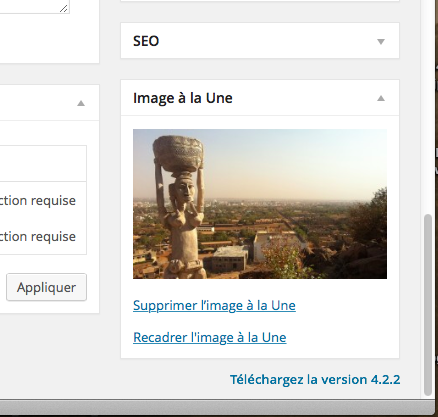 SEO
Image à la Une
ction requise
ction requise
Appliquer
Supprimer l’image à la Une
Recadrer l'image à la Une
Téléchargez la version 4.2.2